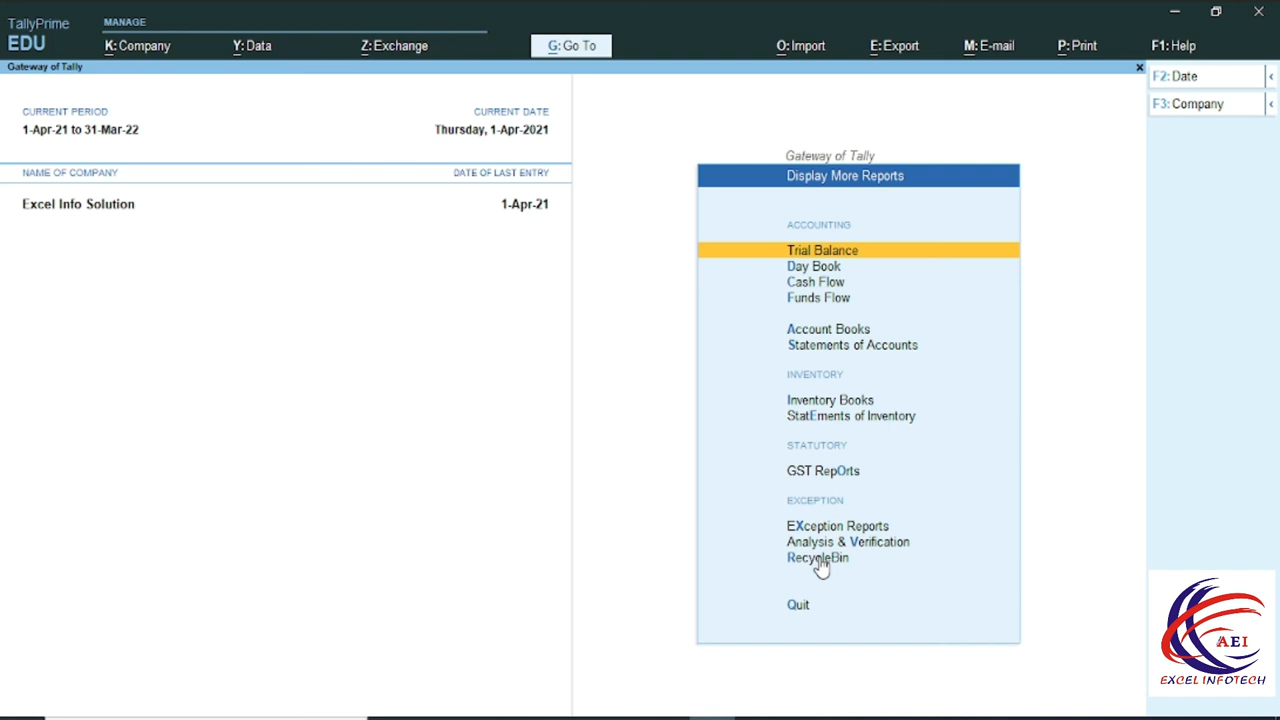 TallyPrime
EDU
MANAGE
K: Company
Y: Data
Z: Exchange
G: Go To
O: Import
E: Export
M: E-mail
P: Print
F1: Help
Gateway of Tally
x
CURRENT PERIOD
CURRENT DATE
1-Apr-21 to 31-Mar-22
Thursday, 1-Apr-2021
NAME OF COMPANY
DATE OF LAST ENTRY
Excel Info Solution
1-Apr-21
Gateway of Tally
Display More Reports
ACCOUNTING
Trial Balance
Day Book
Cash Flow
Funds Flow
Account Books
Statements of Accounts
INVENTORY
Inventory Books
StatEments of Inventory
STATUTORY
GST RepOrts
EXCEPTION
EXception Reports
Analysis & Verification
RecycleBin
Quit
F2: Date
F3: Company
AEI
EXCEL INFOTECH